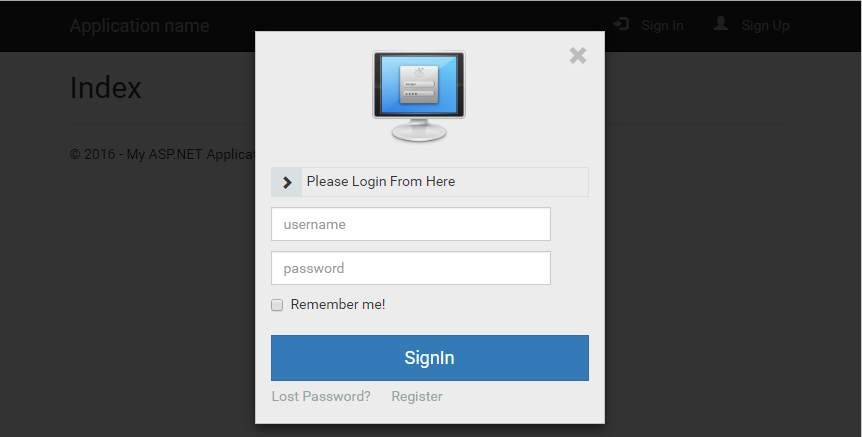 Application name
Sign In
Sign Up
Index
© 2016 - My ASP.NET Applicat
Please Login From Here
username
password
Remember me!
SignIn
Lost Password? Register